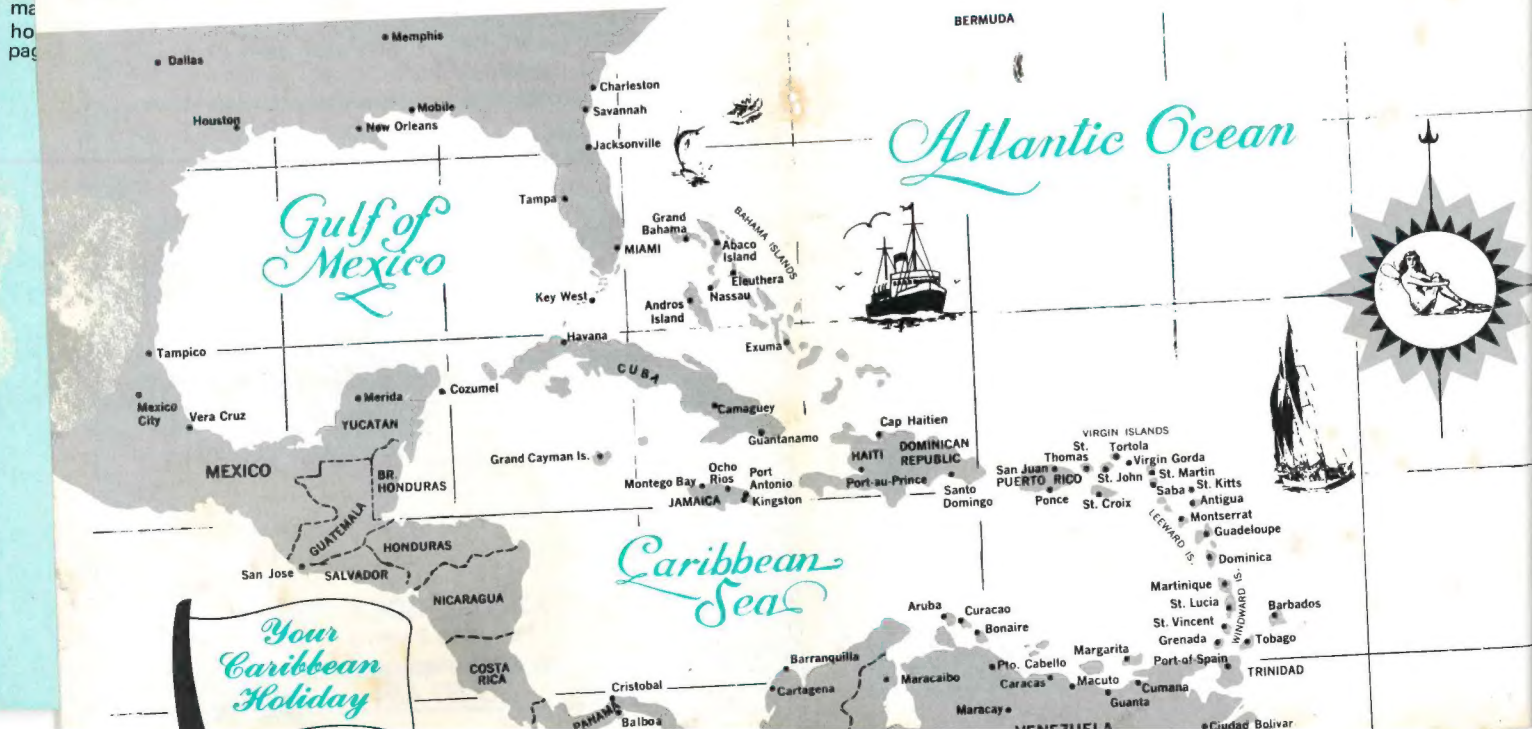 ma
ho
pag
BERMUDA
Memphis
Dallas
Charleston
Savannah
Mobile
Houston
New Orleans
Jacksonville
Atlantic Ocean
Gulf of
Mexico
Tampa
MIAMI
Key West
Grand
Bahama
BAHAMA ISLANDS
Abaco
Island
Eleuthera
Nassau
Andros
Island
Exuma
Havana
CUBA
Camaguey
Guantanamo
Tampico
Mexico
City
Vera Cruz
Merida
YUCATAN
Cozumel
MEXICO
BR.
HONDURAS
GUATEMALA
HONDURAS
San Jose
SALVADOR
NICARAGUA
COSTA
RICA
PANAMA
Cristobal
Balboa
Grand Cayman Is.
Montego Bay
Ocho
Rios
Port
Antonio
JAMAICA
Kingston
Cap Haitien
HAITI
DOMINICAN
REPUBLIC
Port-au-Prince
Santo
Domingo
VIRGIN ISLANDS
San Juan
PUERTO RICO
Ponce
St.
Thomas
Tortola
Virgin Gorda
St. John
St. Croix
St. Martin
Saba
St. Kitts
Antigua
Montserrat
LEEWARD IS.
Guadeloupe
Dominica
Martinique
St. Lucia
St. Vincent
Grenada
WINDWARD IS.
Barbados
Tobago
Port-of-Spain
TRINIDAD
Caribbean
Sea
Aruba
Curacao
Bonaire
Barranquilla
Cartagena
Maracaibo
Pto. Cabello
Caracas
Macuto
Margarita
Cumana
Guanta
Maracay
VENEZUELA
Ciudad Bolivar
Your
Caribbean
Holiday